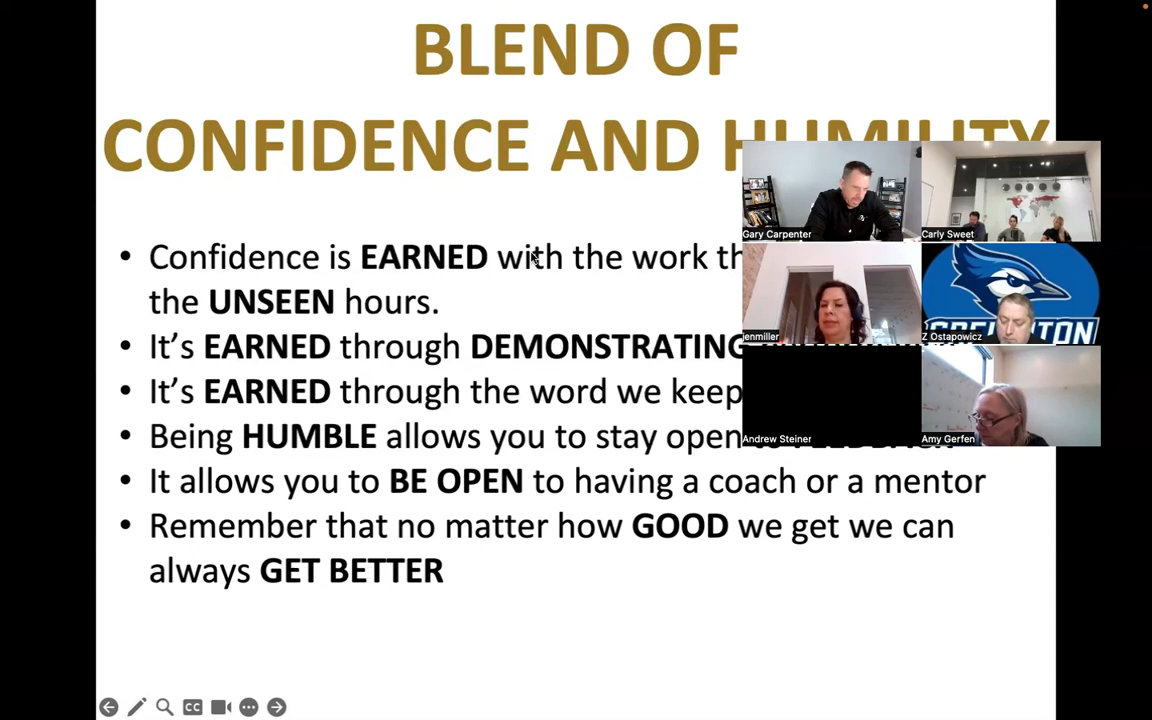 BLEND OF
CONFIDENCE AND HUMILITY
• Confidence is EARNED with the work
the UNSEEN hours.
• It's EARNED through DEMONSTRATING
• It's EARNED through the word we keep
• Being HUMBLE allows you to stay open
• It allows you to BE OPEN to having a coach or a mentor
• Remember that no matter how GOOD we get we can
always GET BETTER
Gary Carpenter
Carly Sweet
jenmiller
Z Ostapowicz
Andrew Steiner
Amy Gerfen
CC